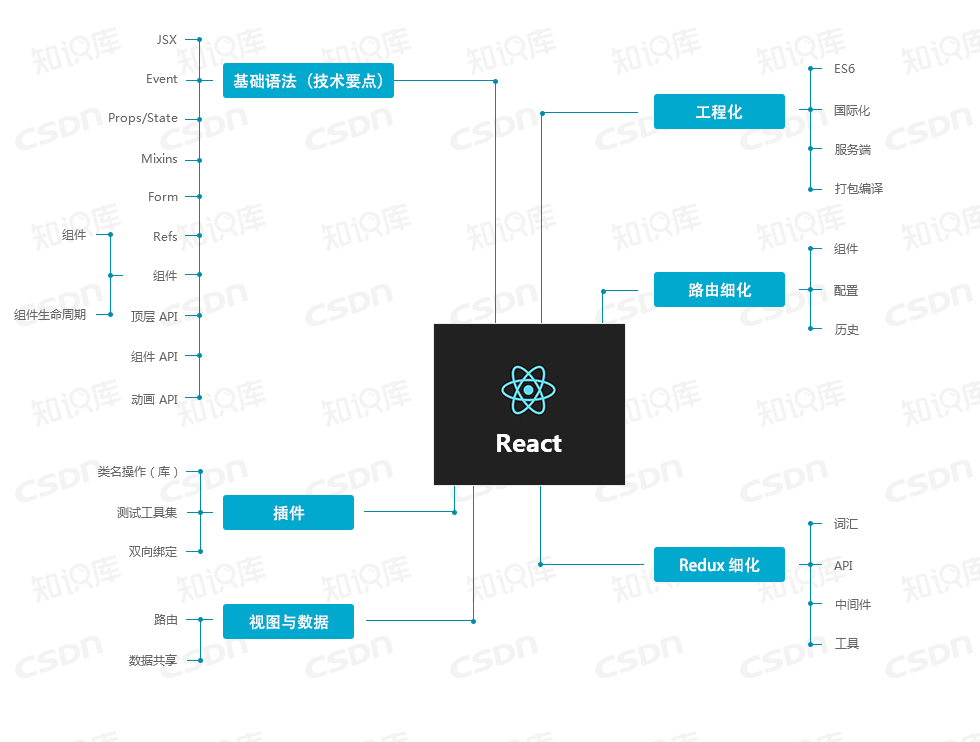 JSX
Event
Props/State
Mixins
Form
Refs
组件
顶层 API
组件 API
动画 API
组件
组件生命周期
基础语法（技术要点）
工程化
ES6
国际化
服务端
打包编译
路由细化
组件
配置
历史
React
类名操作（库）
测试工具集
双向绑定
插件
路由
数据共享
视图与数据
Redux 细化
词汇
API
中间件
工具
知识库
CSDN